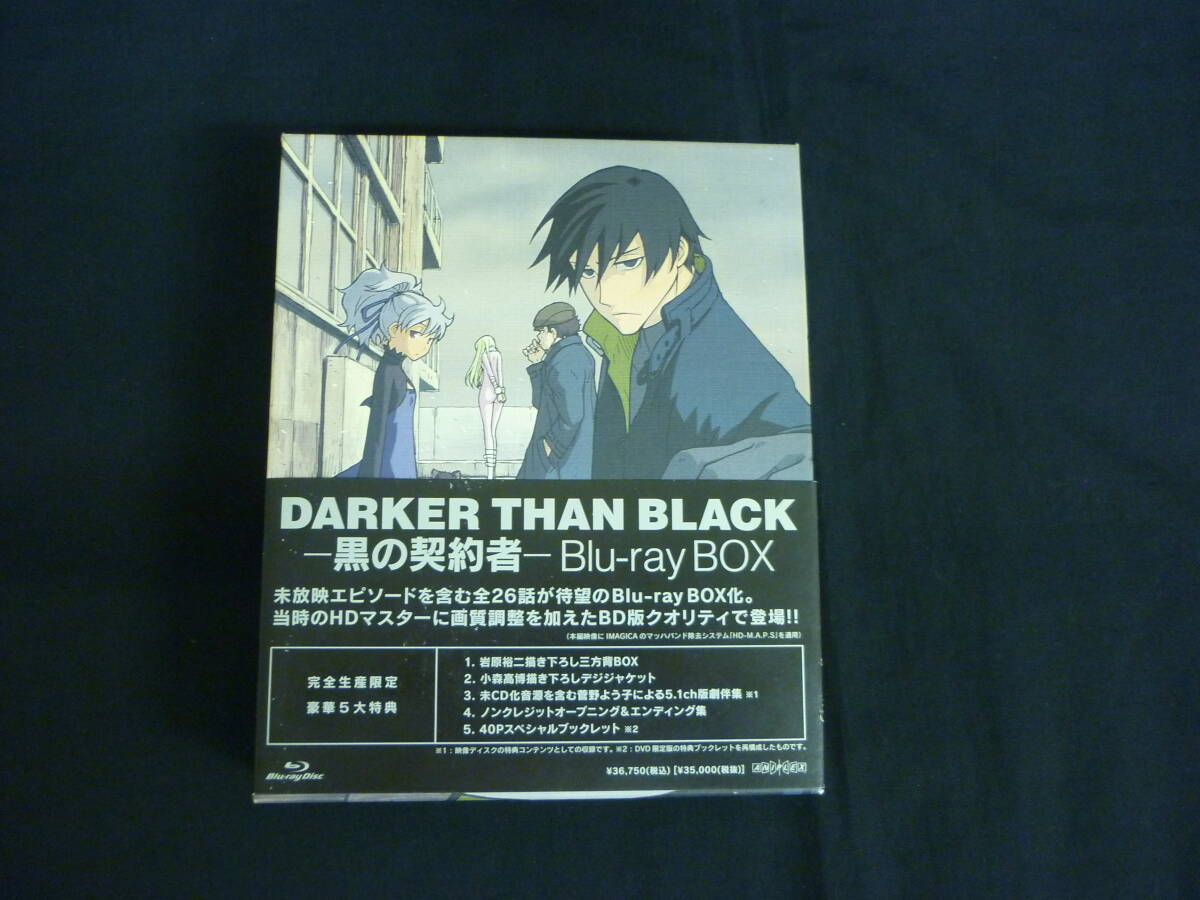 DARKER THAN BLACK
―黒の契約者― Blu-ray BOX
未放映エピソードを含む全26話が待望のBlu-ray BOX化。
当時のHDマスターに画質調整を加えたBD版クオリティで登場!!
(本編映像に IMAGICA のマッハバンド除去システム「HD-M.A.P.S」を適用)
完全生産限定
豪華5大特典
1. 岩原裕二描き下ろし三方背BOX
2. 小森高博描き下ろしデジジャケット
3. 未CD化音源を含む菅野よう子による5.1ch版劇伴集 ※1
4. ノンクレジットオープニング&エンディング集
5. 40Pスペシャルブックレット ※2
※1:映像ディスクの特典コンテンツとしての収録です。※2:DVD 限定版の特典ブックレットを再構成したものです。
Blu-ray Disc
¥36,750(税込) [¥35,000(税抜)]
ANIPLEX